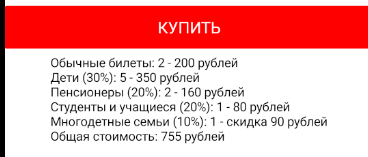 КУПИТЬ
Обычные билеты: 2 - 200 рублей
Дети (30%): 5 - 350 рублей
Пенсионеры (20%): 2 - 160 рублей
Студенты и учащиеся (20%): 1 - 80 рублей
Многодетные семьи (10%): 1 - скидка 90 рублей
Общая стоимость: 755 рублей